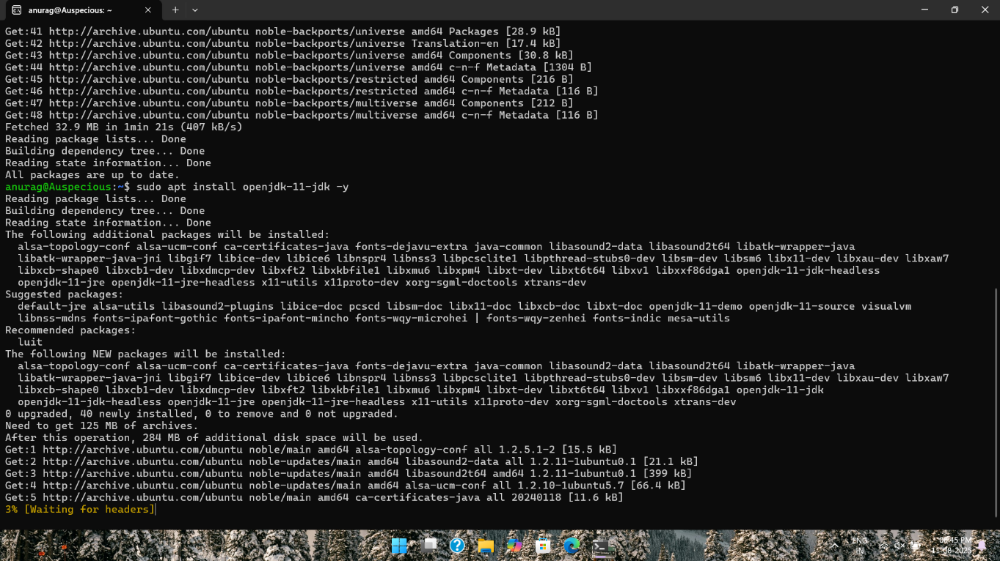 anurag@Auspecious: ~
Get:41 http://archive.ubuntu.com/ubuntu noble-backports/universe amd64 Packages [28.9 kB]
Get:42 http://archive.ubuntu.com/ubuntu noble-backports/universe Translation-en [17.4 kB]
Get:43 http://archive.ubuntu.com/ubuntu noble-backports/universe amd64 Components [30.8 kB]
Get:44 http://archive.ubuntu.com/ubuntu noble-backports/universe amd64 c-n-f Metadata [1304 B]
Get:45 http://archive.ubuntu.com/ubuntu noble-backports/restricted amd64 Components [216 B]
Get:46 http://archive.ubuntu.com/ubuntu noble-backports/restricted amd64 c-n-f Metadata [116 B]
Get:47 http://archive.ubuntu.com/ubuntu noble-backports/multiverse amd64 Components [212 B]
Get:48 http://archive.ubuntu.com/ubuntu noble-backports/multiverse amd64 c-n-f Metadata [116 B]
Fetched 32.9 MB in 1min 21s (407 kB/s)
Reading package lists... Done
Building dependency tree... Done
Reading state information... Done
All packages are up to date.
anurag@Auspecious:~$ sudo apt install openjdk-11-jdk -y
Reading package lists... Done
Building dependency tree... Done
Reading state information... Done
The following additional packages will be installed:
  alsa-topology-conf alsa-ucm-conf ca-certificates-java fonts-dejavu-extra java-common libasound2-data libasound2t64 libatk-wrapper-java
  libatk-wrapper-java-jni libgif7 libice-dev libice6 libnspr4 libnss3 libpcsclite1 libpthread-stubs0-dev libsm-dev libsm6 libx11-dev libxau-dev libxaw7
  libxcb-shape0 libxcb1-dev libxdmcp-dev libxft2 libxkbfile1 libxmu6 libxpm4 libxt-dev libxt6t64 libxv1 libxxf86dga1 openjdk-11-jdk-headless
  openjdk-11-jre openjdk-11-jre-headless x11-utils x11proto-dev xorg-sgml-doctools xtrans-dev
Suggested packages:
  default-jre alsa-utils libasound2-plugins libice-doc pcscd libsm-doc libx11-doc libxcb-doc libxt-doc openjdk-11-demo openjdk-11-source visualvm
  libnss-mdns fonts-ipafont-gothic fonts-ipafont-mincho fonts-wqy-microhei | fonts-wqy-zenhei fonts-indic mesa-utils
Recommended packages:
  luit
The following NEW packages will be installed:
  alsa-topology-conf alsa-ucm-conf ca-certificates-java fonts-dejavu-extra java-common libasound2-data libasound2t64 libatk-wrapper-java
  libatk-wrapper-java-jni libgif7 libice-dev libice6 libnspr4 libnss3 libpcsclite1 libpthread-stubs0-dev libsm-dev libsm6 libx11-dev libxau-dev libxaw7
  libxcb-shape0 libxcb1-dev libxdmcp-dev libxft2 libxkbfile1 libxmu6 libxpm4 libxt-dev libxt6t64 libxv1 libxxf86dga1 openjdk-11-jdk
  openjdk-11-jdk-headless openjdk-11-jre openjdk-11-jre-headless x11-utils x11proto-dev xorg-sgml-doctools xtrans-dev
0 upgraded, 40 newly installed, 0 to remove and 0 not upgraded.
Need to get 125 MB of archives.
After this operation, 284 MB of additional disk space will be used.
Get:1 http://archive.ubuntu.com/ubuntu noble/main amd64 alsa-topology-conf all 1.2.5.1-2 [15.5 kB]
Get:2 http://archive.ubuntu.com/ubuntu noble-updates/main amd64 libasound2-data all 1.2.11-1ubuntu0.1 [21.1 kB]
Get:3 http://archive.ubuntu.com/ubuntu noble-updates/main amd64 libasound2t64 amd64 1.2.11-1ubuntu0.1 [399 kB]
Get:4 http://archive.ubuntu.com/ubuntu noble-updates/main amd64 alsa-ucm-conf all 1.2.10-1ubuntu5.7 [66.4 kB]
Get:5 http://archive.ubuntu.com/ubuntu noble/main amd64 ca-certificates-java all 20240118 [11.6 kB]
3% [Waiting for headers]
ENG
IN
06:45 PM
11-08-2025